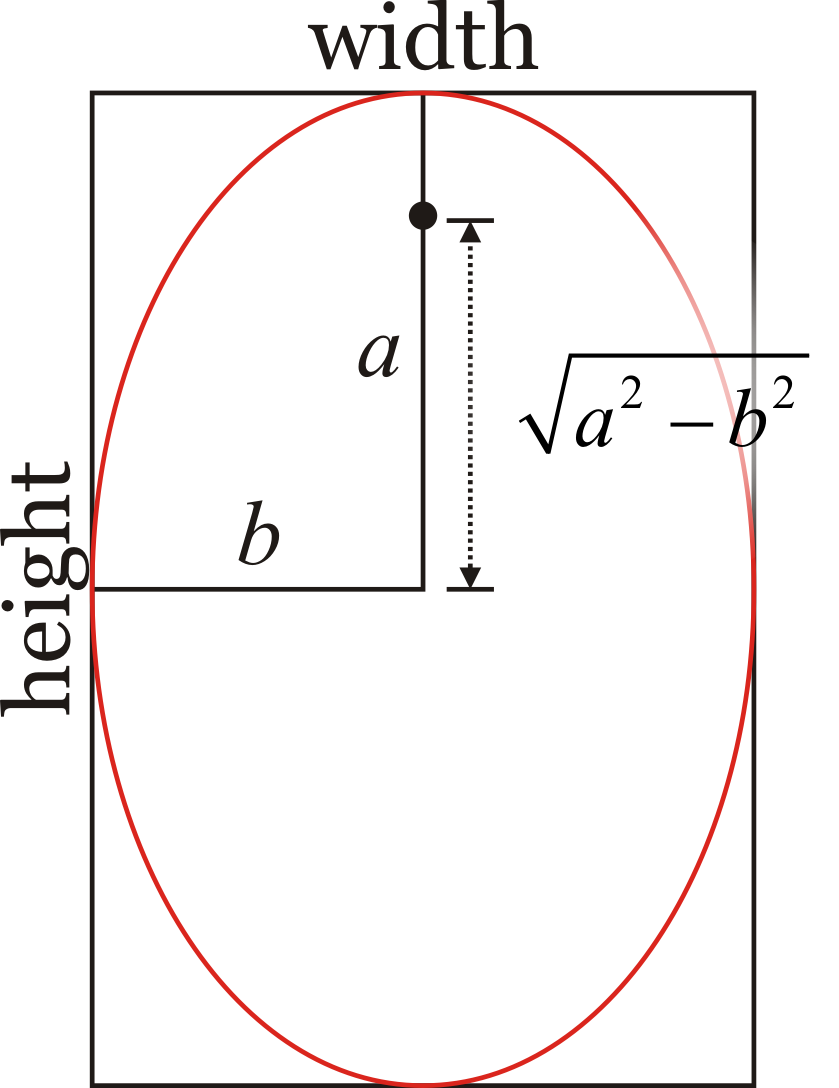 width
a
√a² − b²
b
height